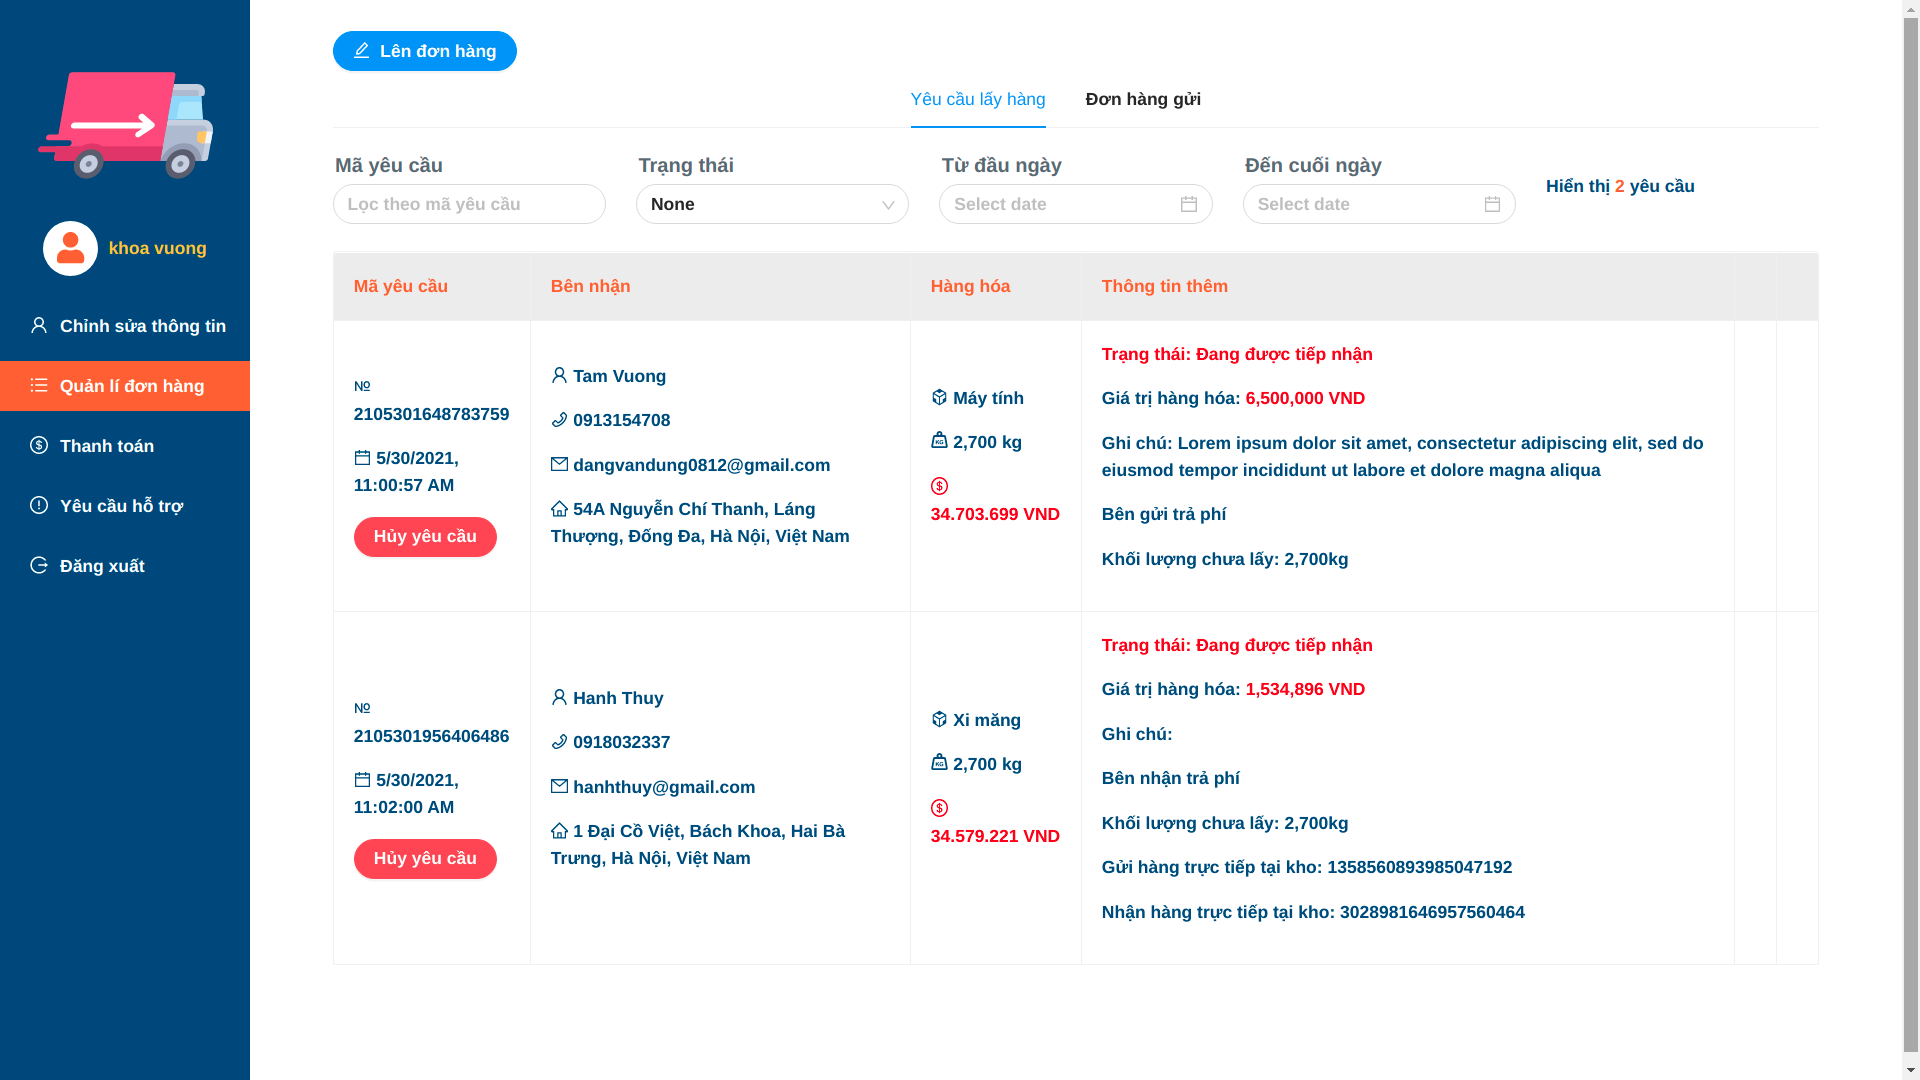 Lên đơn hàng
Yêu cầu lấy hàng
Đơn hàng gửi
khoa vuong
Chỉnh sửa thông tin
Quản lí đơn hàng
Thanh toán
Yêu cầu hỗ trợ
Đăng xuất
Mã yêu cầu
Trạng thái
Từ đầu ngày
Đến cuối ngày
Lọc theo mã yêu cầu
None
Select date
Select date
Hiển thị 2 yêu cầu
Mã yêu cầu
Bên nhận
Hàng hóa
Thông tin thêm
№
2105301648783759
5/30/2021,
11:00:57 AM
Hủy yêu cầu
Tam Vuong
0913154708
dangvandung0812@gmail.com
54A Nguyễn Chí Thanh, Láng
Thượng, Đống Đa, Hà Nội, Việt Nam
Máy tính
KG
2,700 kg
34.703.699 VND
Trạng thái: Đang được tiếp nhận
Giá trị hàng hóa: 6,500,000 VND
Ghi chú: Lorem ipsum dolor sit amet, consectetur adipiscing elit, sed do
eiusmod tempor incididunt ut labore et dolore magna aliqua
Bên gửi trả phí
Khối lượng chưa lấy: 2,700kg
№
2105301956406486
5/30/2021,
11:02:00 AM
Hủy yêu cầu
Hanh Thuy
0918032337
hanhthuy@gmail.com
1 Đại Cồ Việt, Bách Khoa, Hai Bà
Trưng, Hà Nội, Việt Nam
Xi măng
KG
2,700 kg
34.579.221 VND
Trạng thái: Đang được tiếp nhận
Giá trị hàng hóa: 1,534,896 VND
Ghi chú:
Bên nhận trả phí
Khối lượng chưa lấy: 2,700kg
Gửi hàng trực tiếp tại kho: 1358560893985047192
Nhận hàng trực tiếp tại kho: 3028981646957560464